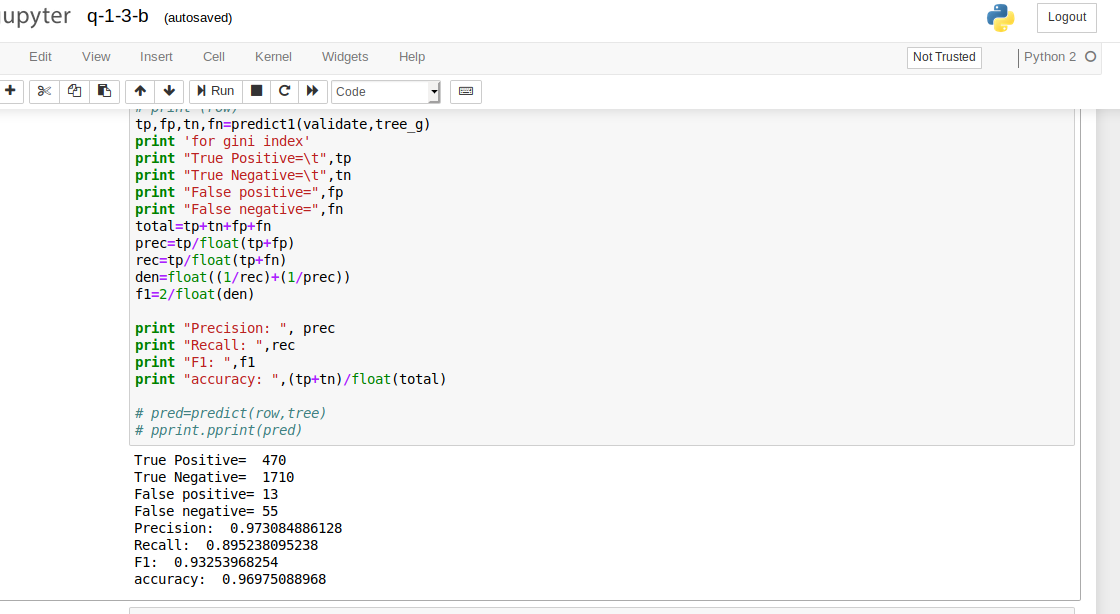 jupyter q-1-3-b (autosaved) Logout
Edit View Insert Cell Kernel Widgets Help Not Trusted Python 2
Run Code
# print (row)
tp,fp,tn,fn=predict1(validate,tree_g)
print 'for gini index'
print "True Positive=\t",tp
print "True Negative=\t",tn
print "False positive=",fp
print "False negative=",fn
total=tp+tn+fp+fn
prec=tp/float(tp+fp)
rec=tp/float(tp+fn)
den=float((1/rec)+(1/prec))
f1=2/float(den)
print "Precision: ", prec
print "Recall: ",rec
print "F1: ",f1
print "accuracy: ",(tp+tn)/float(total)
# pred=predict(row,tree)
# pprint.pprint(pred)
True Positive=  470
True Negative=  1710
False positive= 13
False negative= 55
Precision:  0.973084886128
Recall:  0.895238095238
F1:  0.93253968254
accuracy:  0.96975088968